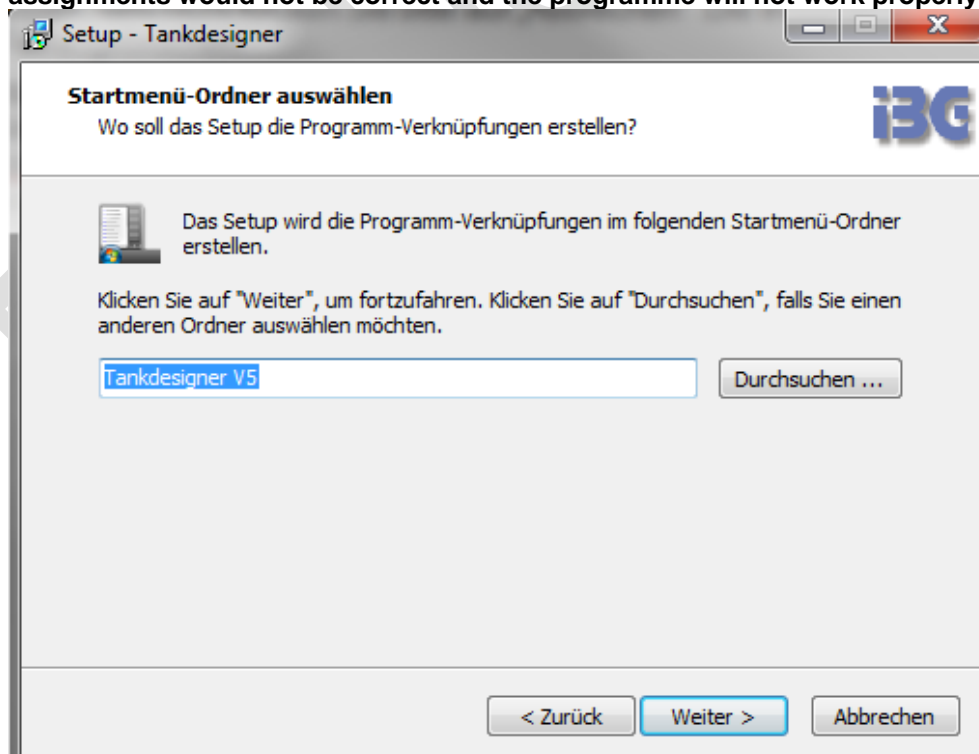 assignments would not be correct and the programme will not work properly
Setup - Tankdesigner
Startmenü-Ordner auswählen
Wo soll das Setup die Programm-Verknüpfungen erstellen?
i3G
Das Setup wird die Programm-Verknüpfungen im folgenden Startmenü-Ordner
erstellen.
Klicken Sie auf "Weiter", um fortzufahren. Klicken Sie auf "Durchsuchen", falls Sie einen
anderen Ordner auswählen möchten.
Tankdesigner V5
Durchsuchen ...
< Zurück
Weiter >
Abbrechen